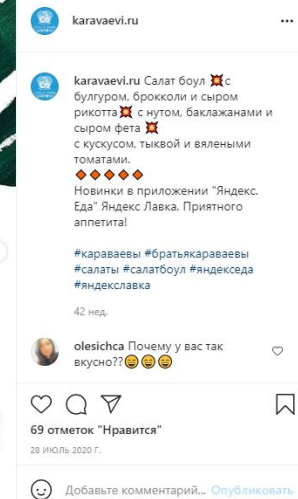 karavaevi.ru
karavaevi.ru Салат боул 💥с
булгуром, брокколи и сыром
рикотта💥 с нутом, баклажанами и
сыром фета 💥
с кускусом, тыквой и вялеными
томатами.
🔸🔸🔸🔸🔸
Новинки в приложении "Яндекс.
Еда" Яндекс Лавка. Приятного
аппетита!
#караваевы #братьякараваевы
#салаты #салатбоул #яндекседа
#яндекславка
42 нед.
olesichca Почему у вас так
вкусно??😄😄😄
69 отметок "Нравится"
28 ИЮЛЬ 2020 Г.
Добавьте комментарий... Опубликовать